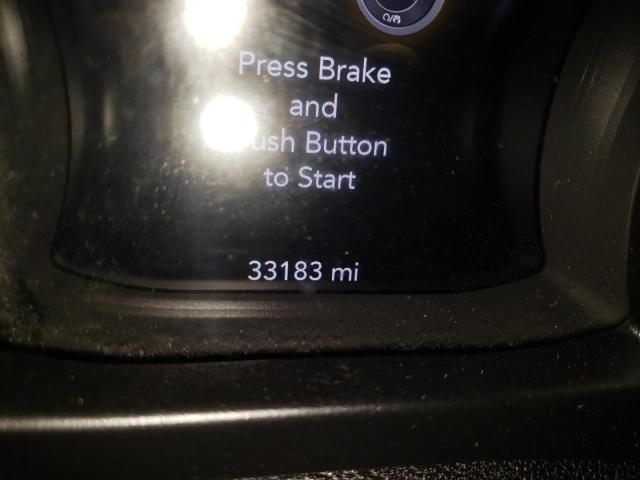 Press Brake
and
ush Button
to Start
33183 mi